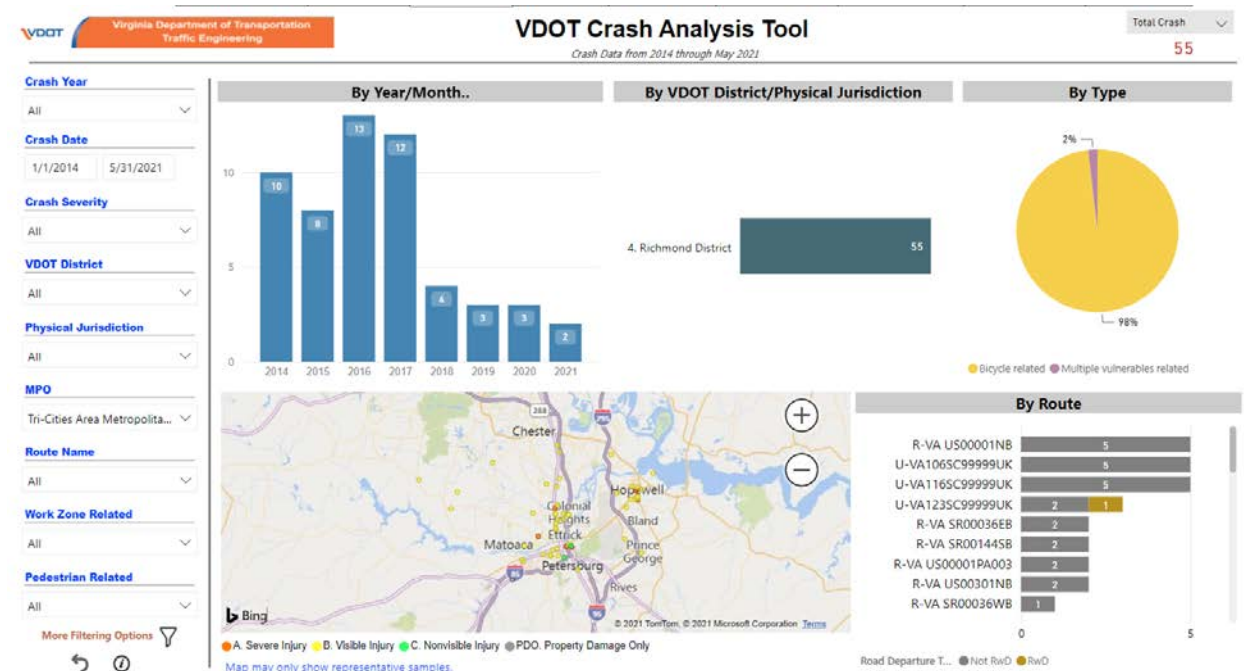 VDOT
Virginia Department of Transportation
Traffic Engineering
VDOT Crash Analysis Tool
Crash Data from 2014 through May 2021
Total Crash
55
Crash Year
All
Crash Date
1/1/2014 5/31/2021
Crash Severity
All
VDOT District
All
Physical Jurisdiction
All
MPO
Tri-Cities Area Metropolita...
Route Name
All
Work Zone Related
All
Pedestrian Related
All
More Filtering Options
By Year/Month..
10
5
0
10
8
13
12
4
3
3
2
2014 2015 2016 2017 2018 2019 2020 2021
By VDOT District/Physical Jurisdiction
4. Richmond District
55
By Type
2%
98%
Bicycle related Multiple vulnerables related
288
Chester
295
Hopewell
Colonial
Heights
Bland
Ettrick
Matoaca
Prince
George
Petersburg
85
Rives
95
Bing
© 2021 TomTom, © 2021 Microsoft Corporation Terms
A. Severe Injury B. Visible Injury C. Nonvisible Injury PDO. Property Damage Only
Map may only show representative samples.
By Route
R-VA US00001NB 5
U-VA106SC99999UK 5
U-VA116SC99999UK 5
U-VA123SC99999UK 2 1
R-VA SR00036EB 2
R-VA SR00144SB 2
R-VA US00001PA003 2
R-VA US00301NB 2
R-VA SR00036WB 1
0 5
Road Departure T... Not RwD RwD